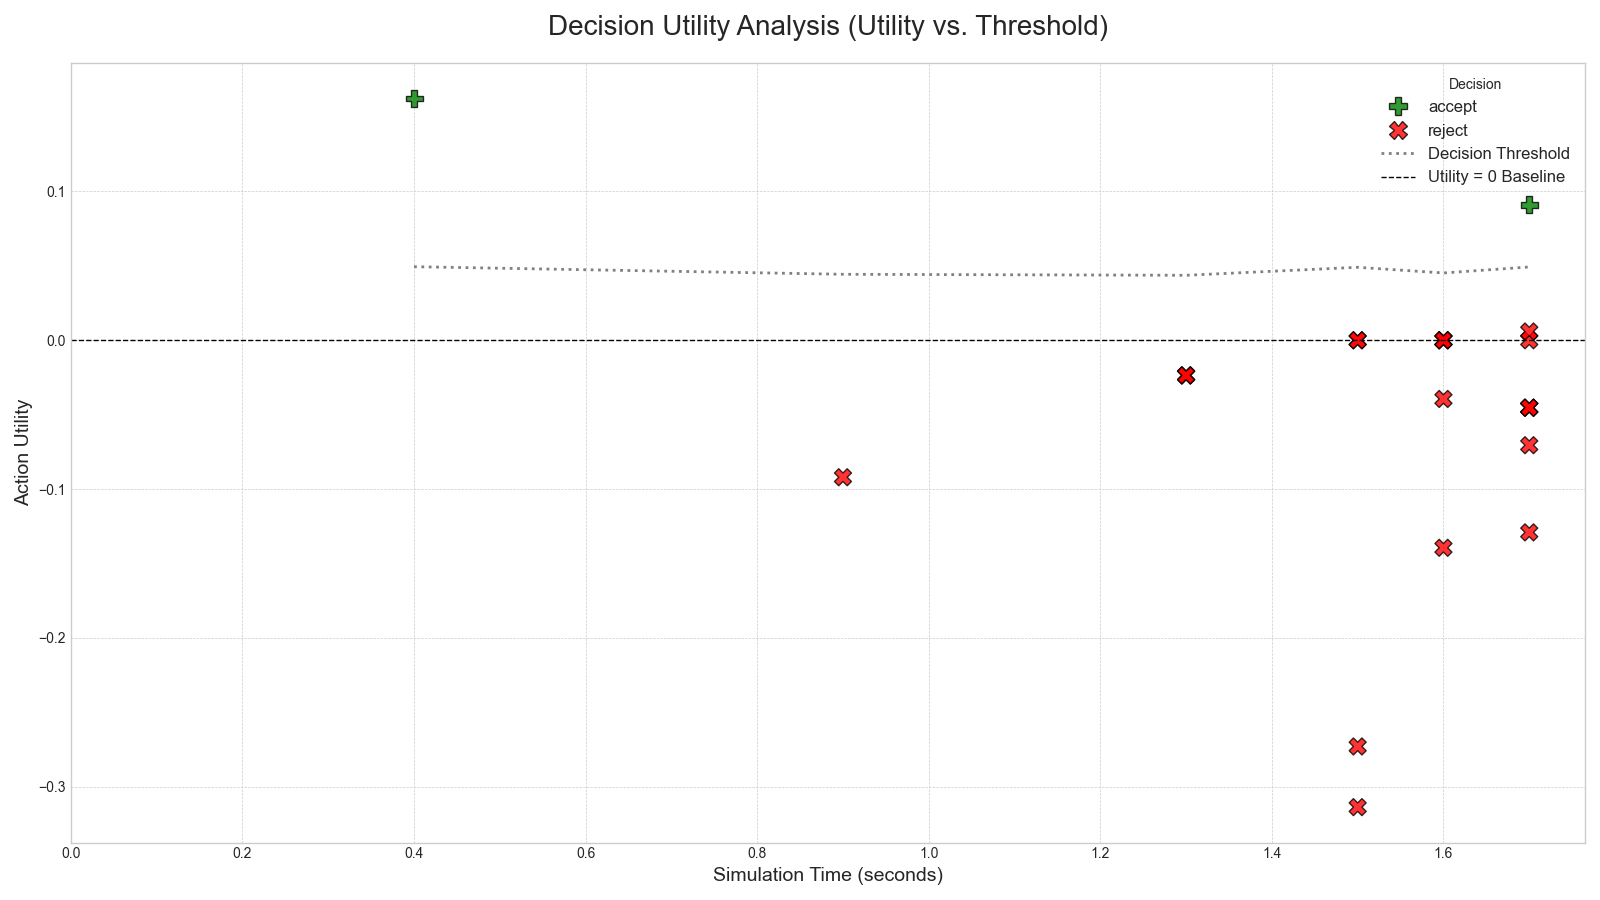 Decision Utility Analysis (Utility vs. Threshold)
Decision
accept
reject
Decision Threshold
Utility = 0 Baseline
Action Utility
0.1
0.0
−0.1
−0.2
−0.3
0.0 0.2 0.4 0.6 0.8 1.0 1.2 1.4 1.6
Simulation Time (seconds)